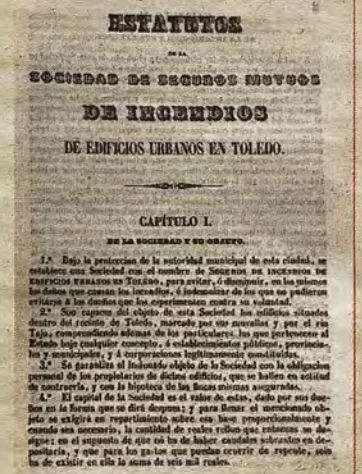 ESTATUTOS
DE LA
SOCIEDAD DE SEGUROS MUTUOS
DE INCENDIOS
DE EDIFICIOS URBANOS EN TOLEDO.
CAPÍTULO I.
DE LA SOCIEDAD Y SU OBJETO.
1.ª Bajo la proteccion de la autoridad municipal de esta ciudad, se
establece una Sociedad con el nombre de SEGUROS DE INCENDIOS DE
EDIFICIOS URBANOS EN TOLEDO, para evitar, ó disminuir, en los mismos
los daños que causan los incendios, é indemnizar de los que no pudieren
evitarse á los dueños que los experimenten contra su voluntad.
2.ª Son capaces del objeto de esta Sociedad los edificios situados
dentro del recinto de Toledo, marcado por sus murallas y por el rio
Tajo, comprendiendo ademas de los particulares, los que pertenecen al
Estado bajo cualquier concepto, á establecimientos públicos, provincia-
les y municipales, y á corporaciones legítimamente constituidas.
3.ª Se garantiza el indicado objeto de la Sociedad con la obligacion
personal de los propietarios de dichos edificios, que se hallen en actitud
de contraerla, y con la hipoteca de las fincas mismas aseguradas.
4.ª El capital de la Sociedad es el valor de estas, dado por sus due-
ños en la forma que se dirá despues; y para llenar el mencionado ob-
jeto se exigirá en repartimiento sobre esa base proporcionalmente y
cuando sea necesario, la cantidad de reales vellon que entonces se de-
signe; en el supuesto de que no ha de haber caudales sobrantes en de-
positaría, y que para los gastos que puedan ocurrir de repente, solo
ha de existir en ella la suma de seis mil reales.